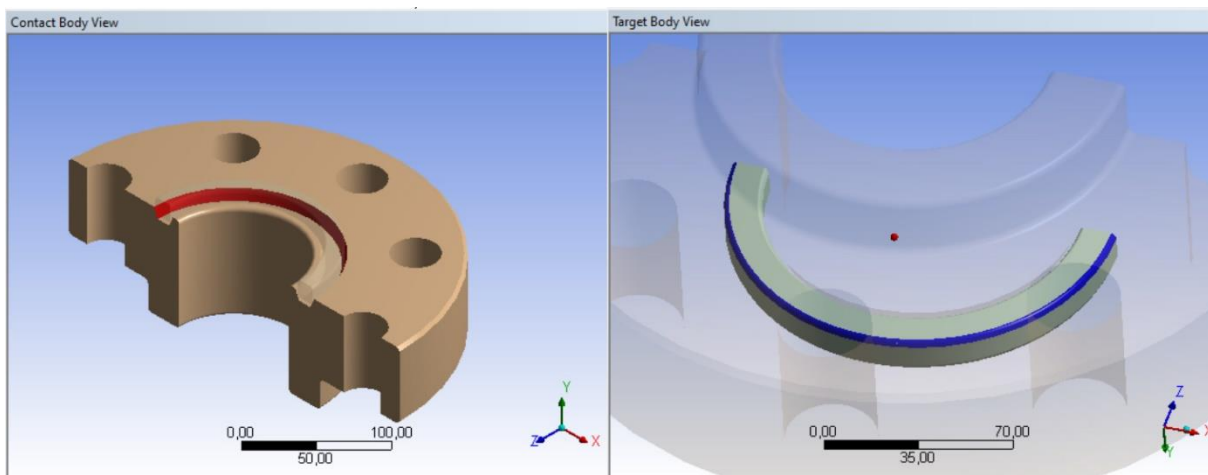 Contact Body View
Target Body View
Y
Z
X
0,00
100,00
50,00
Z
X
Y
0,00
70,00
35,00